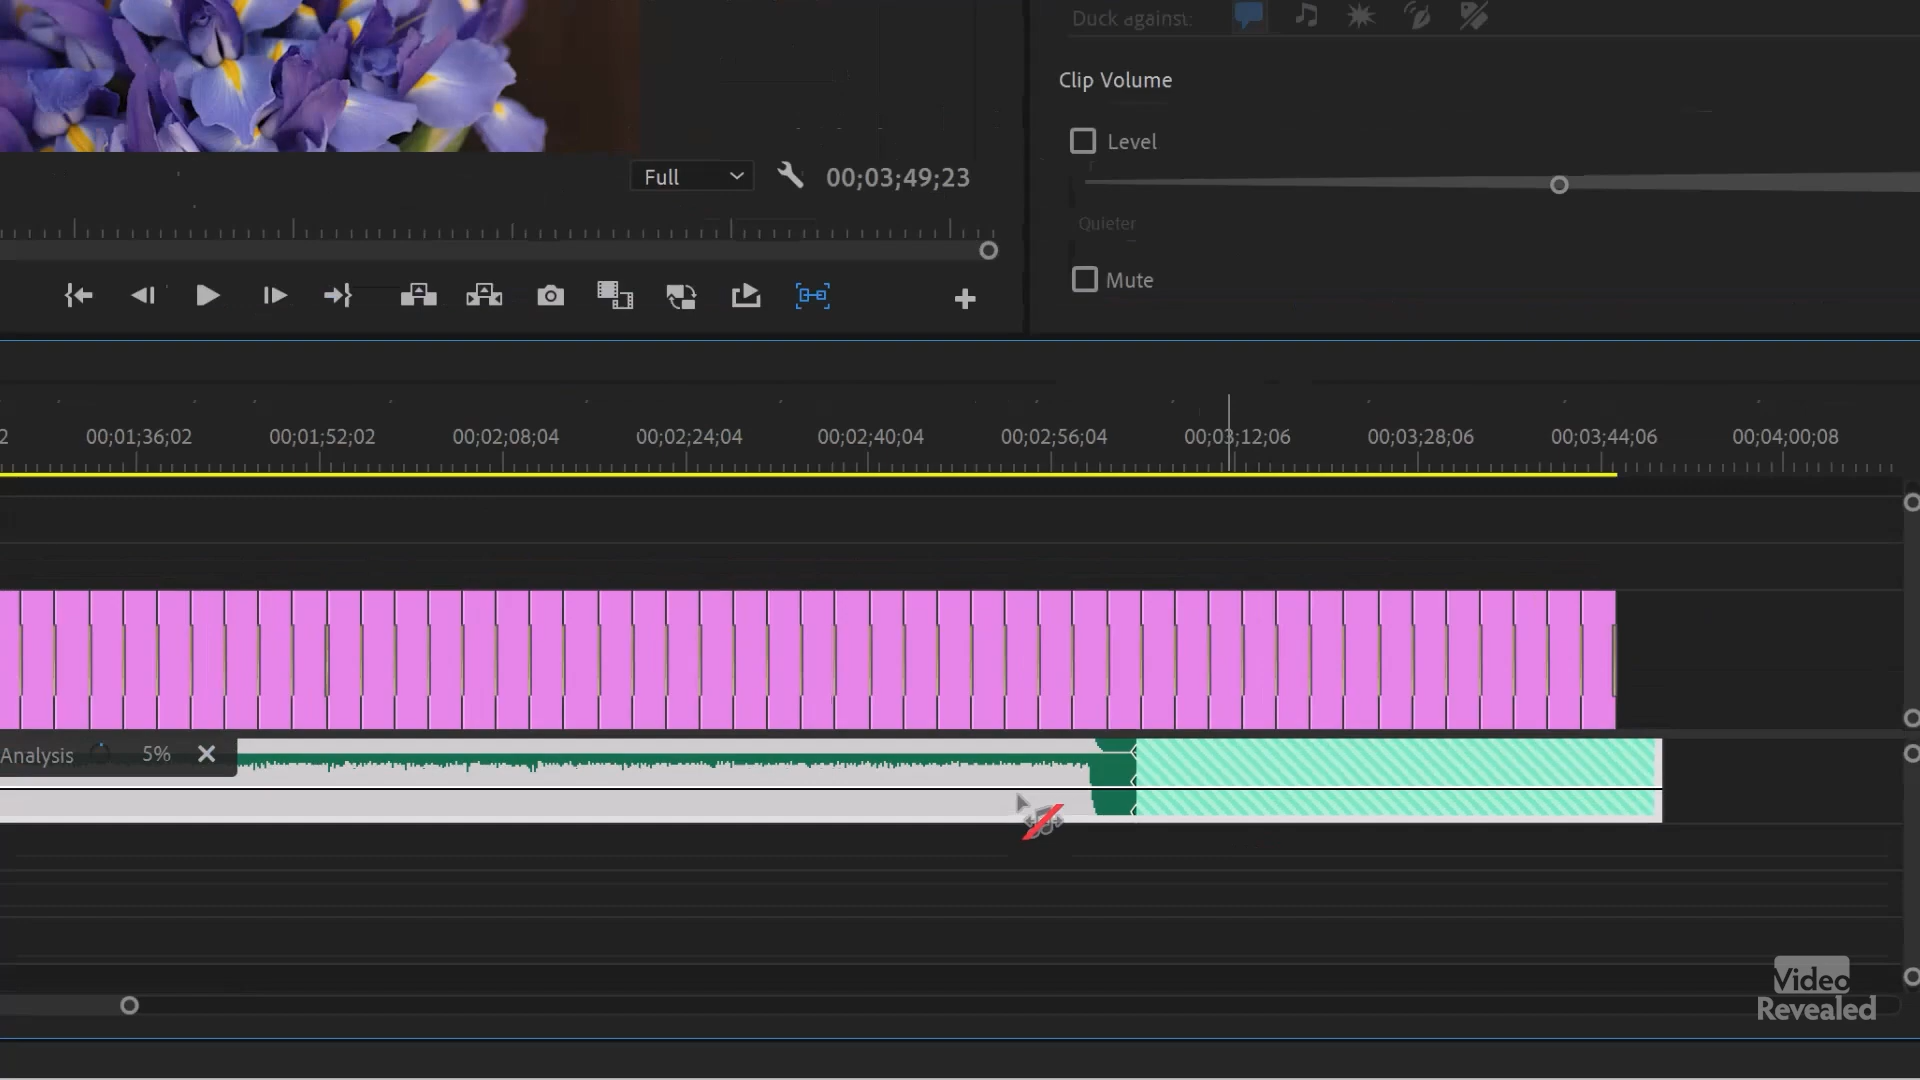 Duck against:
Clip Volume
Level
Full
00;03;49;23
Quieter
Mute
2
00;01;36;02
00;01;52;02
00;02;08;04
00;02;24;04
00;02;40;04
00;02;56;04
00;03;12;06
00;03;28;06
00;03;44;06
00;04;00;08
Analysis
5%
Video
Revealed